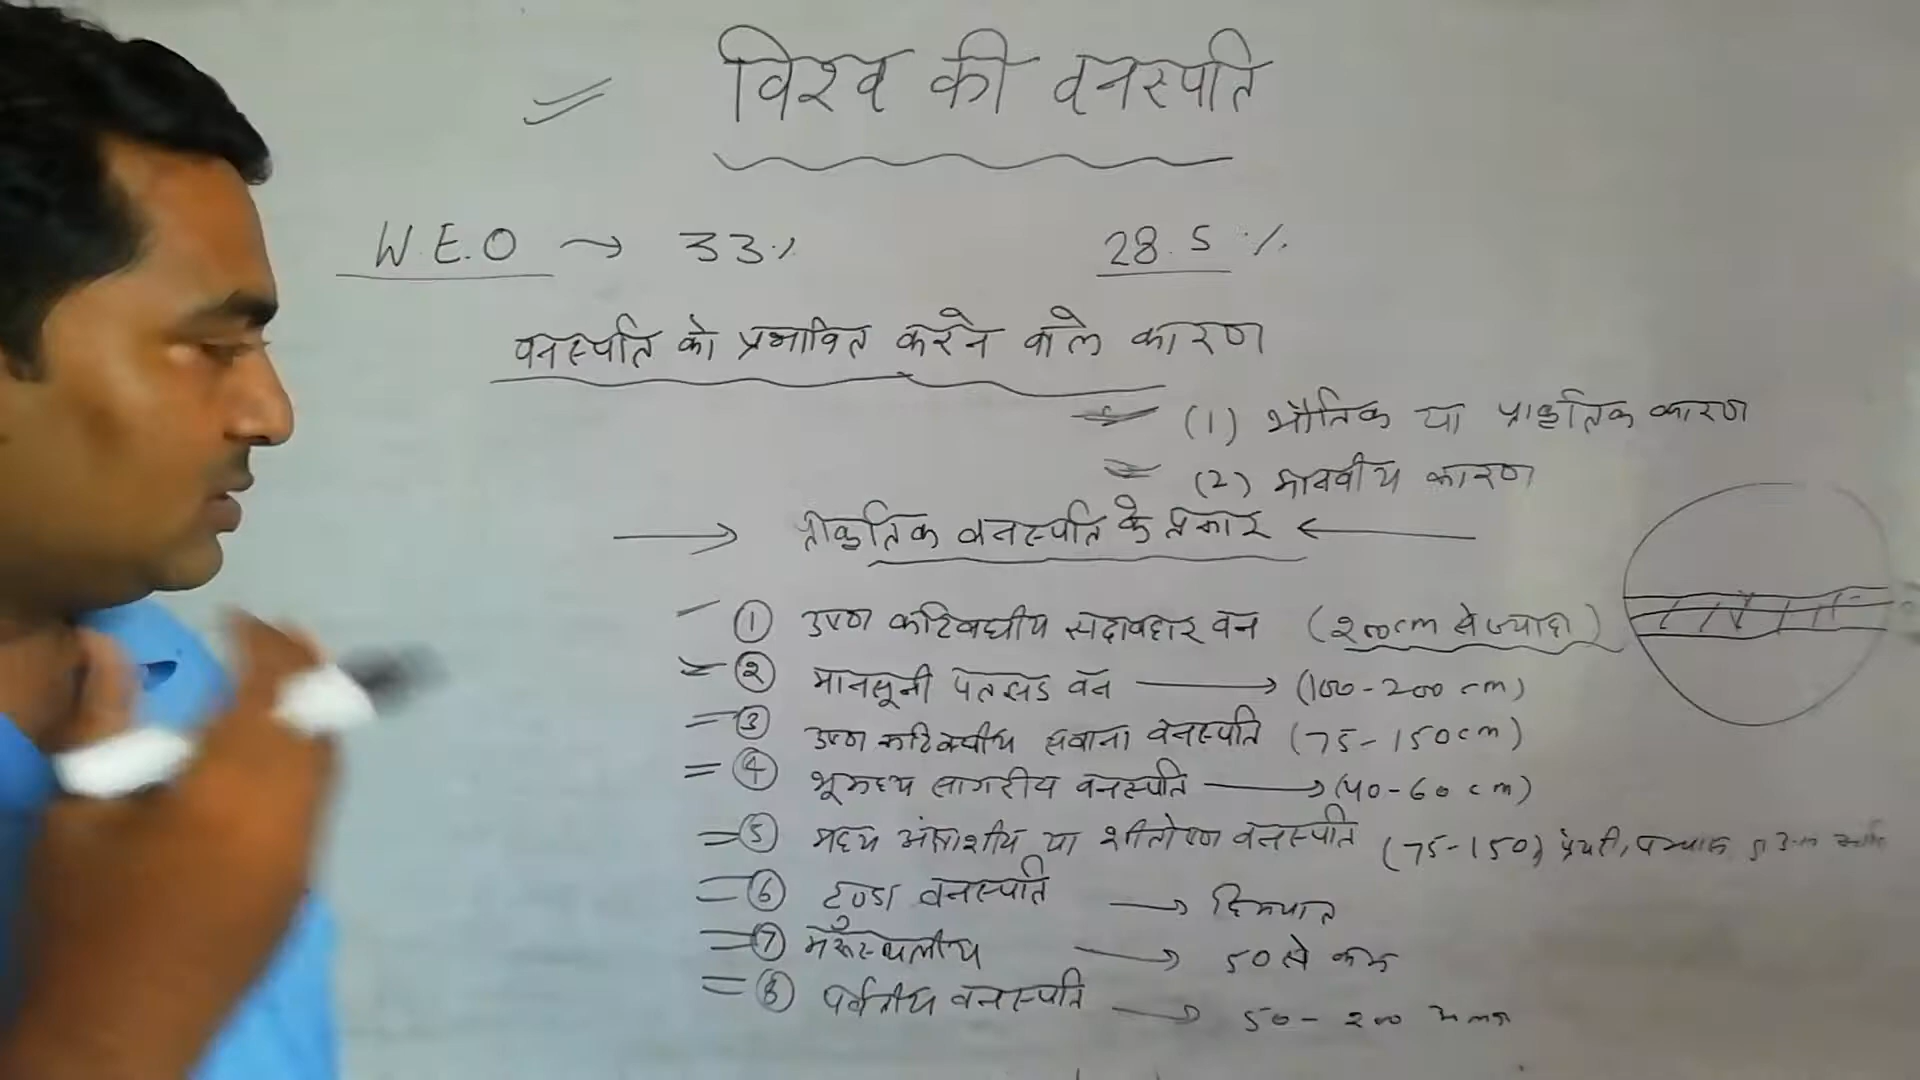 विश्व की वनस्पति
W.E.O → 33% 28.5%
वनस्पति को प्रभावित करने वाले कारण
(1) भौतिक या प्राकृतिक कारण
(2) मानवीय कारण
→ प्राकृतिक वनस्पति के प्रकार ←
① उष्ण कटिबंधीय सदाबहार वन (200cm से ज्यादा)
② मानसूनी पतझड वन → (100-200 cm)
③ उष्ण कटिबंधीय सवाना वनस्पति (75-150cm)
④ भूमध्य सागरीय वनस्पति → (40-60 cm)
⑤ मध्य अक्षांशीय या शीतोष्ण वनस्पति (75-150) प्रेयरी,
⑥ टुण्डा वनस्पति → हिमपात
⑦ मरुस्थलीय → 50 से कम
⑧ पर्वतीय वनस्पति → 50-200